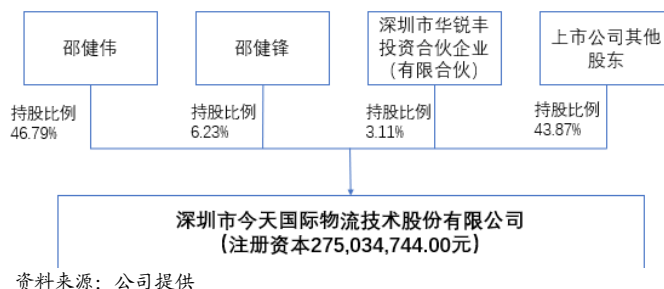 邵健伟
邵健锋
深圳市华锐丰
投资合伙企业
（有限合伙）
上市公司其他
股东
持股比例
46.79%
持股比例
6.23%
持股比例
3.11%
持股比例
43.87%
深圳市今天国际物流技术股份有限公司
（注册资本275,034,744.00元）
资料来源：公司提供